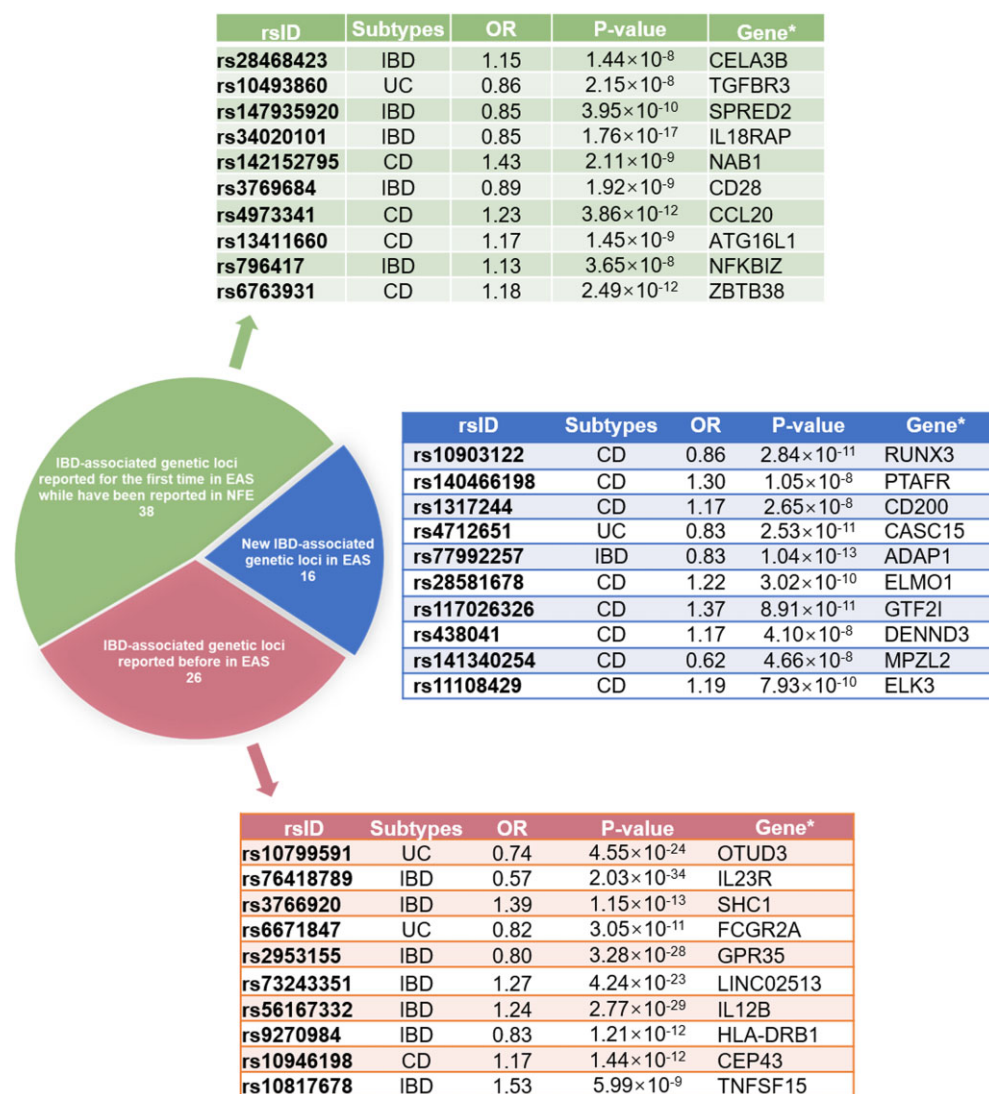 rsID Subtypes OR P-value Gene*
rs28468423 IBD 1.15 1.44×10⁻⁸ CELA3B
rs10493860 UC 0.86 2.15×10⁻⁸ TGFBR3
rs147935920 IBD 0.85 3.95×10⁻¹⁰ SPRED2
rs34020101 IBD 0.85 1.76×10⁻¹⁷ IL18RAP
rs142152795 CD 1.43 2.11×10⁻⁹ NAB1
rs3769684 IBD 0.89 1.92×10⁻⁹ CD28
rs4973341 CD 1.23 3.86×10⁻¹² CCL20
rs13411660 CD 1.17 1.45×10⁻⁹ ATG16L1
rs796417 IBD 1.13 3.65×10⁻⁸ NFKBIZ
rs6763931 CD 1.18 2.49×10⁻¹² ZBTB38
IBD-associated genetic loci
reported for the first time in EAS
while have been reported in NFE
38
New IBD-associated
genetic loci in EAS
16
IBD-associated genetic loci
reported before in EAS
26
rsID Subtypes OR P-value Gene*
rs10903122 CD 0.86 2.84×10⁻¹¹ RUNX3
rs140466198 CD 1.30 1.05×10⁻⁸ PTAFR
rs1317244 CD 1.17 2.65×10⁻⁸ CD200
rs4712651 UC 0.83 2.53×10⁻¹¹ CASC15
rs77992257 IBD 0.83 1.04×10⁻¹³ ADAP1
rs28581678 CD 1.22 3.02×10⁻¹⁰ ELMO1
rs117026326 CD 1.37 8.91×10⁻¹¹ GTF2I
rs438041 CD 1.17 4.10×10⁻⁸ DENND3
rs141340254 CD 0.62 4.66×10⁻⁸ MPZL2
rs11108429 CD 1.19 7.93×10⁻¹⁰ ELK3
rsID Subtypes OR P-value Gene*
rs10799591 UC 0.74 4.55×10⁻²⁴ OTUD3
rs76418789 IBD 0.57 2.03×10⁻³⁴ IL23R
rs3766920 IBD 1.39 1.15×10⁻¹³ SHC1
rs6671847 UC 0.82 3.05×10⁻¹¹ FCGR2A
rs2953155 IBD 0.80 3.28×10⁻²⁸ GPR35
rs73243351 IBD 1.27 4.24×10⁻²³ LINC02513
rs56167332 IBD 1.24 2.77×10⁻²⁹ IL12B
rs9270984 IBD 0.83 1.21×10⁻¹² HLA-DRB1
rs10946198 CD 1.17 1.44×10⁻¹² CEP43
rs10817678 IBD 1.53 5.99×10⁻⁹ TNFSF15